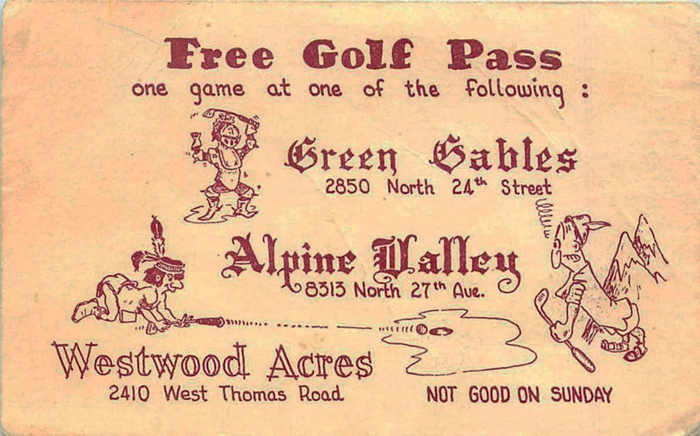 Free Golf Pass
one game at one of the following :
Green Gables
2850 North 24th Street
Alpine Valley
8313 North 27th Ave.
Westwood Acres
2410 West Thomas Road
NOT GOOD ON SUNDAY